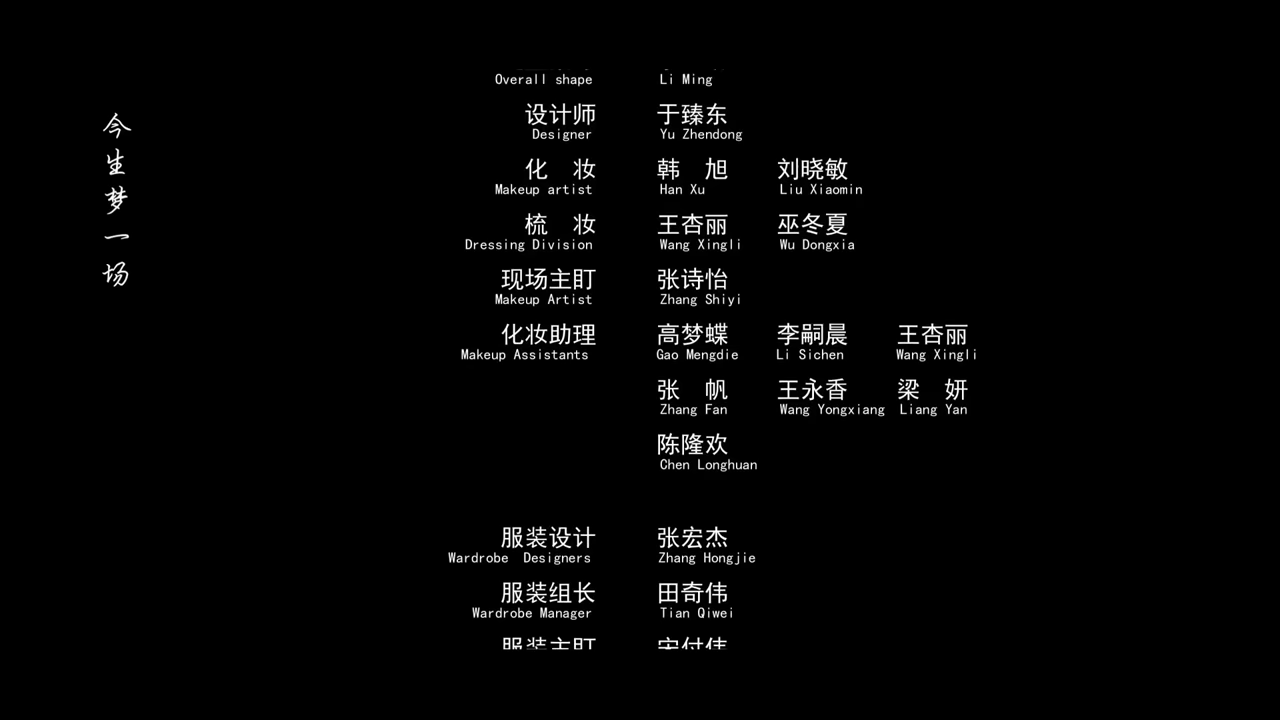 今生梦一场
Overall shape Li Ming
设计师 于臻东
Designer Yu Zhendong
化 妆 韩 旭 刘晓敏
Makeup artist Han Xu Liu Xiaomin
梳 妆 王杏丽 巫冬夏
Dressing Division Wang Xingli Wu Dongxia
现场主盯 张诗怡
Makeup Artist Zhang Shiyi
化妆助理 高梦蝶 李嗣晨 王杏丽
Makeup Assistants Gao Mengdie Li Sichen Wang Xingli
张 帆 王永香 梁 妍
Zhang Fan Wang Yongxiang Liang Yan
陈隆欢
Chen Longhuan
服装设计 张宏杰
Wardrobe Designers Zhang Hongjie
服装组长 田奇伟
Wardrobe Manager Tian Qiwei
服装主盯